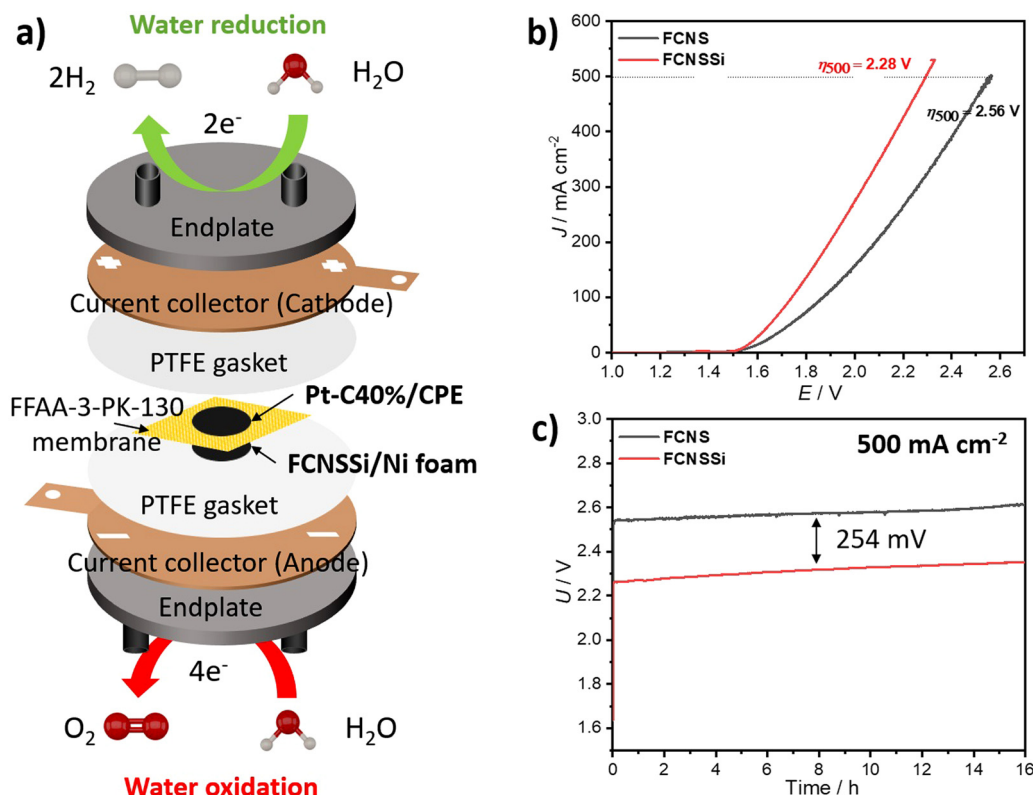 a)
Water reduction
2H₂
H₂O
2e⁻
Endplate
Current collector (Cathode)
PTFE gasket
FFAA-3-PK-130
membrane
Pt-C40%/CPE
FCNSSi/Ni foam
PTFE gasket
Current collector (Anode)
Endplate
4e⁻
O₂
H₂O
Water oxidation
b)
FCNS
FCNSSi
η500 = 2.28 V
η500 = 2.56 V
J / mA cm⁻²
600
500
400
300
200
100
0
1.0 1.2 1.4 1.6 1.8 2.0 2.2 2.4 2.6
E / V
c)
FCNS
FCNSSi
500 mA cm⁻²
254 mV
U / V
3.0
2.8
2.6
2.4
2.2
2.0
1.8
1.6
0 2 4 6 8 10 12 14 16
Time / h